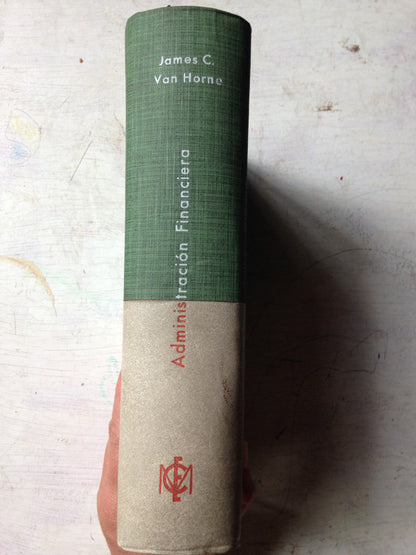 James C.
Van Horne
Administración Financiera